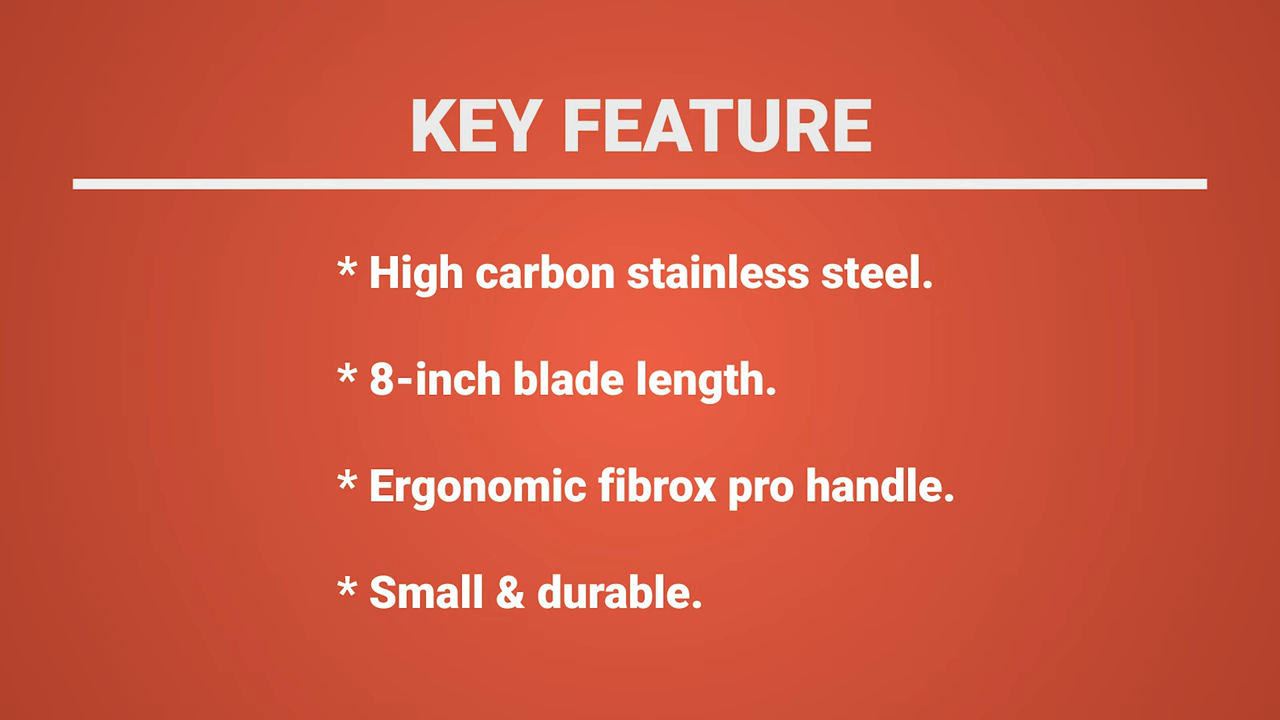 KEY FEATURE
* High carbon stainless steel.
* 8-inch blade length.
* Ergonomic fibrox pro handle.
* Small & durable.